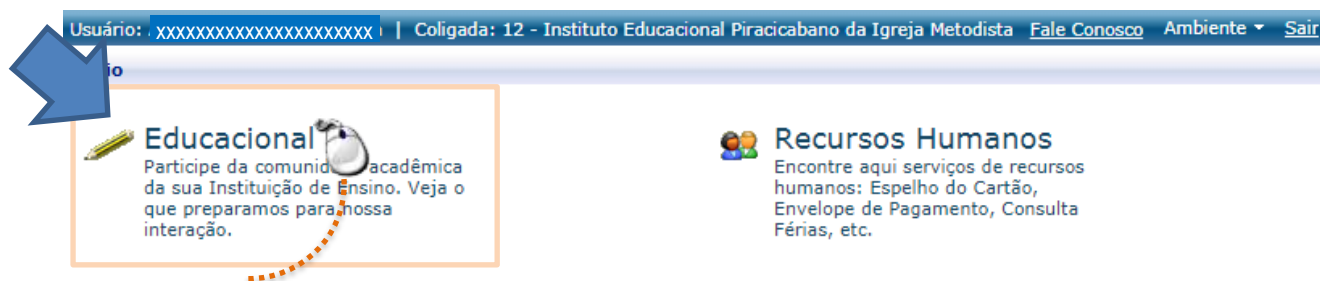 Usuário: xxxxxxxxxxxxxxxxxxxxxx | Coligada: 12 - Instituto Educacional Piracicabano da Igreja Metodista Fale Conosco Ambiente Sair
Educacional
Participe da acadêmica
da sua Instituição de Ensino. Veja o
que preparamos para nossa
interação.
Recursos Humanos
Encontre aqui serviços de recursos
humanos: Espelho do Cartão,
Envelope de Pagamento, Consulta
Férias, etc.